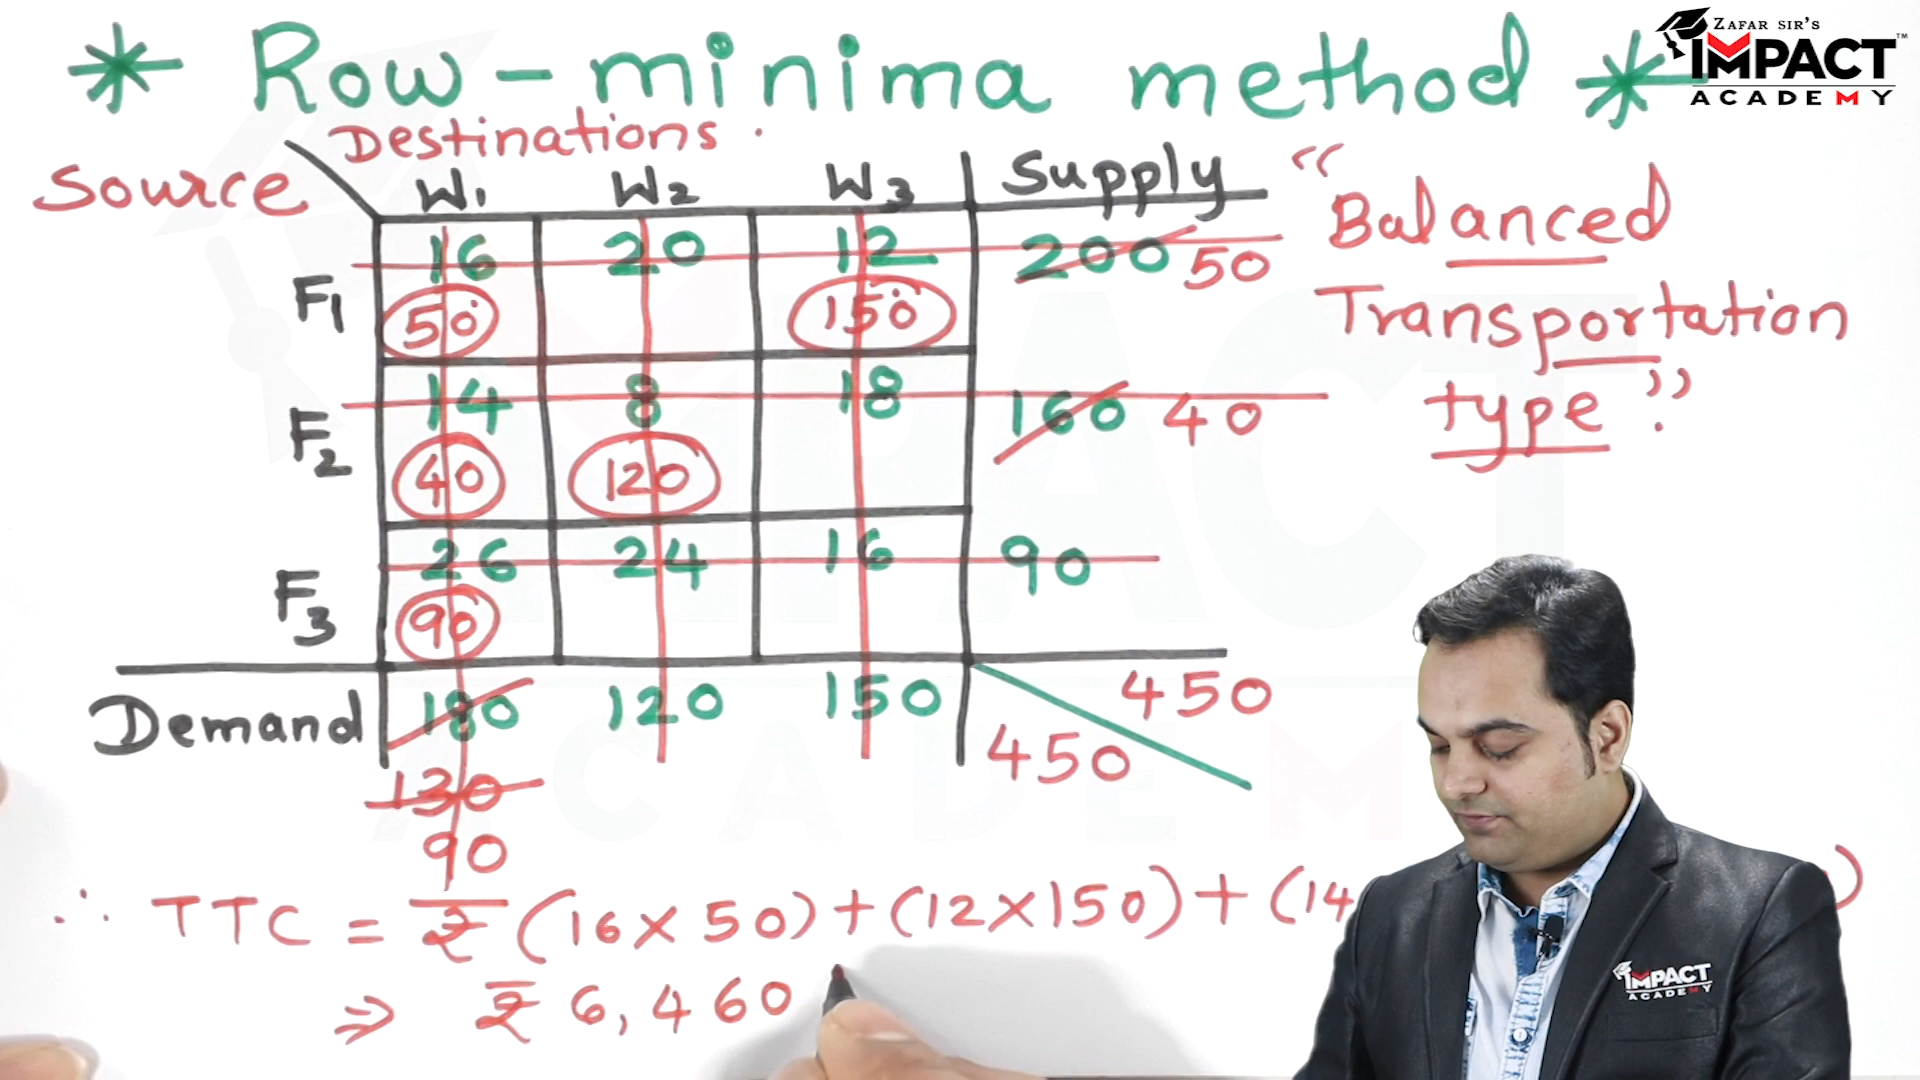 * Row-minima method *
ZAFAR SIR'S
IMPACT™
ACADEMY
Destinations.
Source W1 W2 W3 Supply
F1 16 20 12 200 50
50 150
F2 14 8 18 160 40
40 120
F3 26 24 16 90
90
Demand 180 120 150 450
130 450
90
"Balanced
Transportation
type"
∴ TTC = ₹ (16×50)+(12×150)+(14 )
⇒ ₹ 6,460
IMPACT
ACADEMY